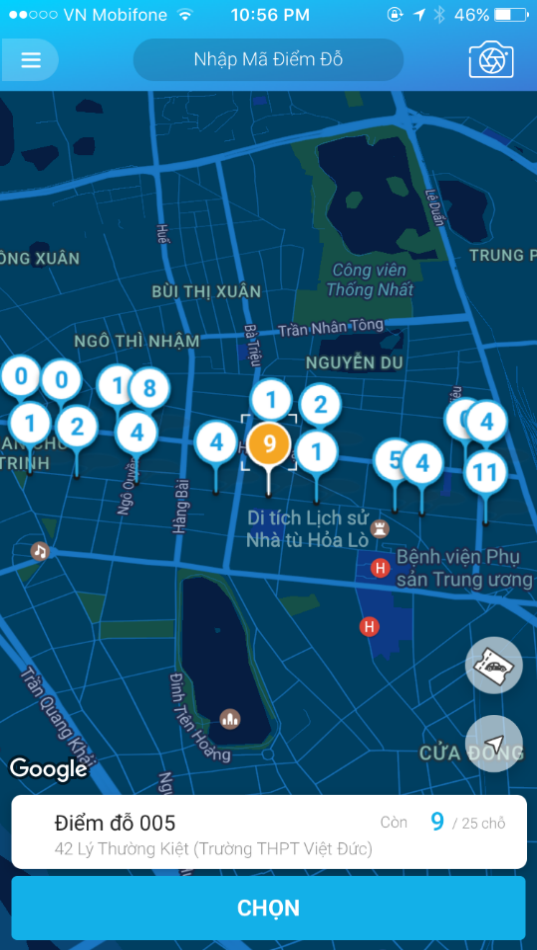 VN Mobifone 10:56 PM 46%
Nhập Mã Điểm Đỗ
Lê Duẩn
Huế
TRUNG P
ÔNG XUÂN
Công viên
Thống Nhất
BÙI THỊ XUÂN
Trần Nhân Tông
Bà Triệu
NGÔ THÌ NHẬM
NGUYỄN DU
0 0 1 8 1 2 4
1 2 4 4 9 1 5 4 11
TRINH
Ngô Quyền
Hàng Bài
Di tích Lịch sử
Nhà tù Hỏa Lò
Bệnh viện Phụ
sản Trung ương
H
H
Trần Quang Khải
Đinh Tiên Hoàng
CỬA ĐÔNG
Google
Điểm đỗ 005 Còn 9 / 25 chỗ
42 Lý Thường Kiệt (Trường THPT Việt Đức)
CHỌN